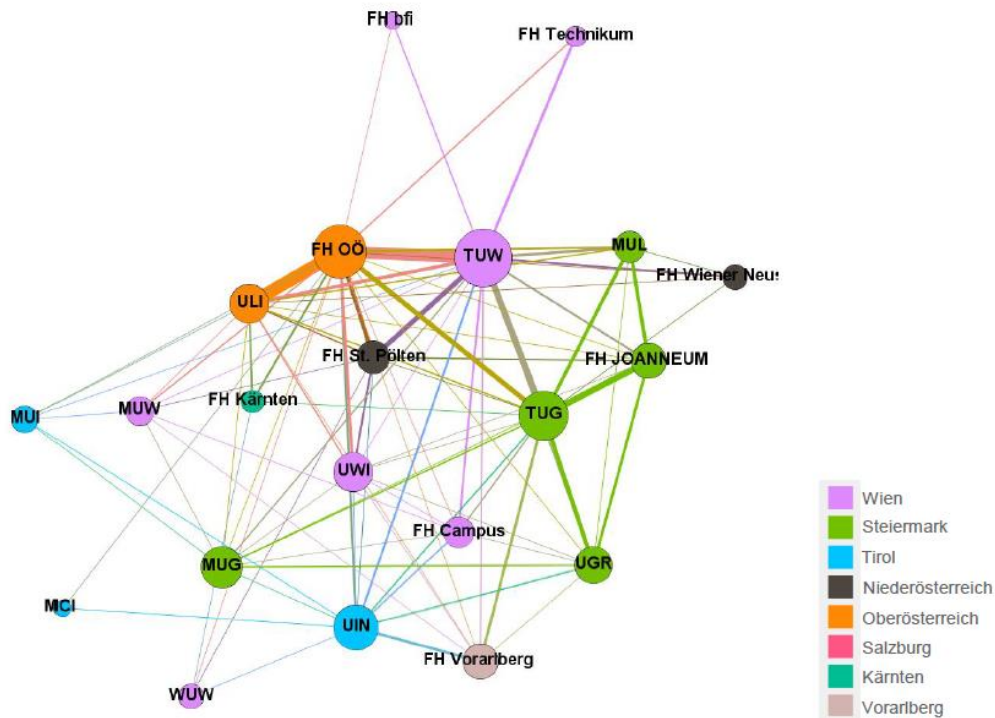 FH bfi
FH Technikum
FH OÖ
TUW
MUL
FH Wiener Neus
ULI
FH St. Pölten
FH JOANNEUM
MUI
MUW
FH Kärnten
TUG
UWI
FH Campus
MUG
UGR
MCI
UIN
FH Vorarlberg
WUW
Wien
Steiermark
Tirol
Niederösterreich
Oberösterreich
Salzburg
Kärnten
Vorarlberg